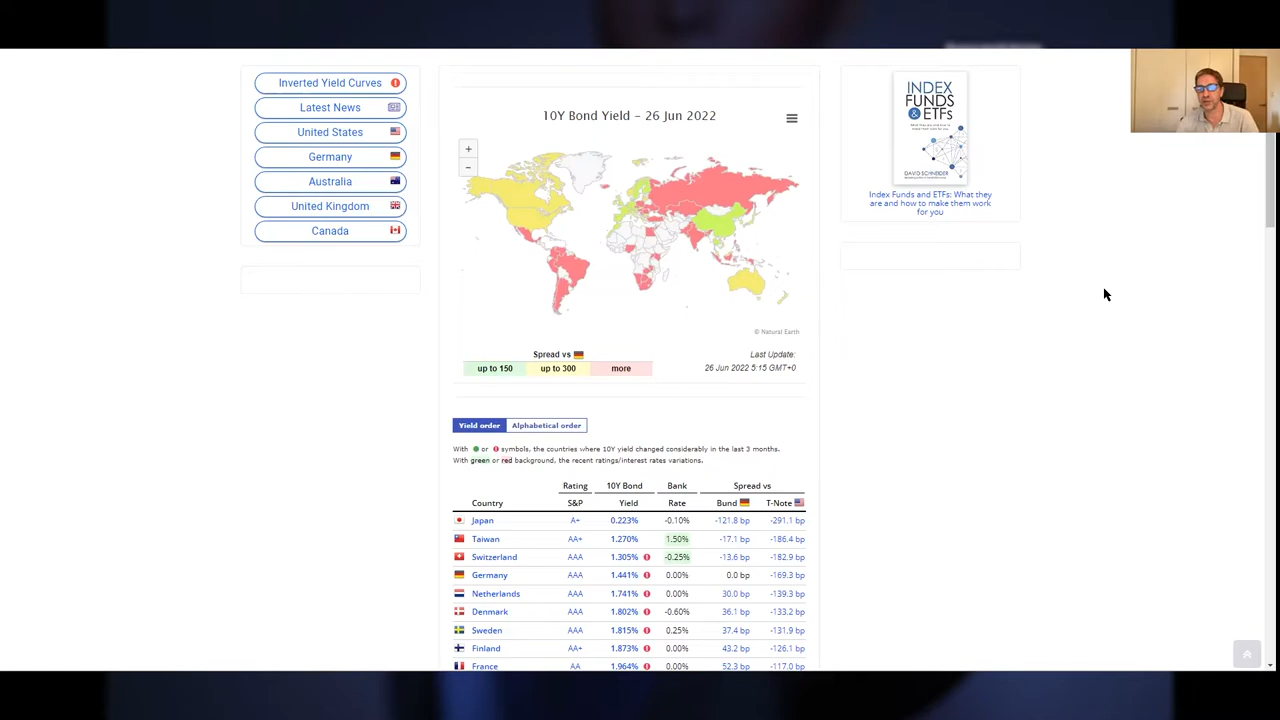 Inverted Yield Curves
Latest News
United States
Germany
Australia
United Kingdom
Canada
10Y Bond Yield – 26 Jun 2022
+
−
© Natural Earth
Spread vs
up to 150 up to 300 more
Last Update:
26 Jun 2022 5:15 GMT+0
Yield order Alphabetical order
With or symbols, the countries where 10Y yield changed considerably in the last 3 months.
With green or red background, the recent ratings/interest rates variations.
Rating 10Y Bond Bank Spread vs
Country S&P Yield Rate Bund T-Note
Japan A+ 0.223% -0.10% -121.8 bp -291.1 bp
Taiwan AA+ 1.270% 1.50% -17.1 bp -186.4 bp
Switzerland AAA 1.305% -0.25% -13.6 bp -182.9 bp
Germany AAA 1.441% 0.00% 0.0 bp -169.3 bp
Netherlands AAA 1.741% 0.00% 30.0 bp -139.3 bp
Denmark AAA 1.802% -0.60% 36.1 bp -133.2 bp
Sweden AAA 1.815% 0.25% 37.4 bp -131.9 bp
Finland AA+ 1.873% 0.00% 43.2 bp -126.1 bp
France AA 1.964% 0.00% 52.3 bp -117.0 bp
INDEX
FUNDS
& ETFs
DAVID SCHNEIDER
Index Funds and ETFs: What they
are and how to make them work
for you